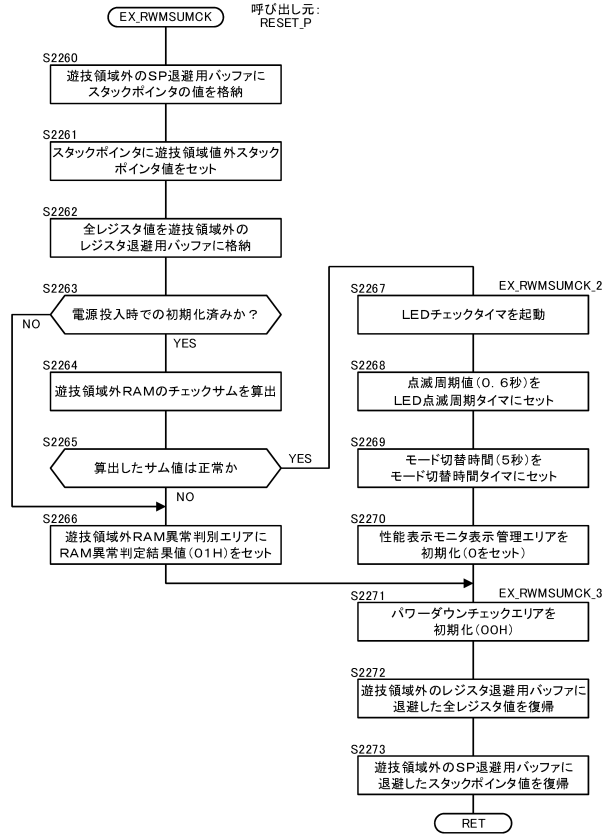 EX_RWMSUMCK
呼び出し元:
RESET_P
S2260
遊技領域外のSP退避用バッファに
スタックポインタの値を格納
S2261
スタックポインタに遊技領域値外スタック
ポインタ値をセット
S2262
全レジスタ値を遊技領域外の
レジスタ退避用バッファに格納
S2263
電源投入時での初期化済みか?
NO
YES
S2264
遊技領域外RAMのチェックサムを算出
S2265
算出したサム値は正常か
YES
NO
S2266
遊技領域外RAM異常判別エリアに
RAM異常判定結果値(01H)をセット
S2267
EX_RWMSUMCK_2
LEDチェックタイマを起動
S2268
点滅周期値(0.6秒)を
LED点滅周期タイマにセット
S2269
モード切替時間(5秒)を
モード切替時間タイマにセット
S2270
性能表示モニタ表示管理エリアを
初期化(0をセット)
S2271
EX_RWMSUMCK_3
パワーダウンチェックエリアを
初期化(00H)
S2272
遊技領域外のレジスタ退避用バッファに
退避した全レジスタ値を復帰
S2273
遊技領域外のSP退避用バッファに
退避したスタックポインタ値を復帰
RET